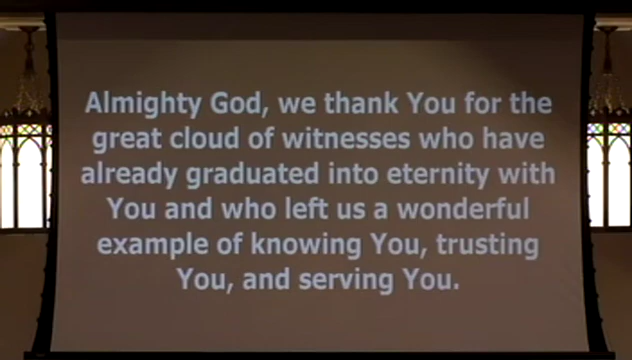 Almighty God, we thank You for the
great cloud of witnesses who have
already graduated into eternity with
You and who left us a wonderful
example of knowing You, trusting
You, and serving You.